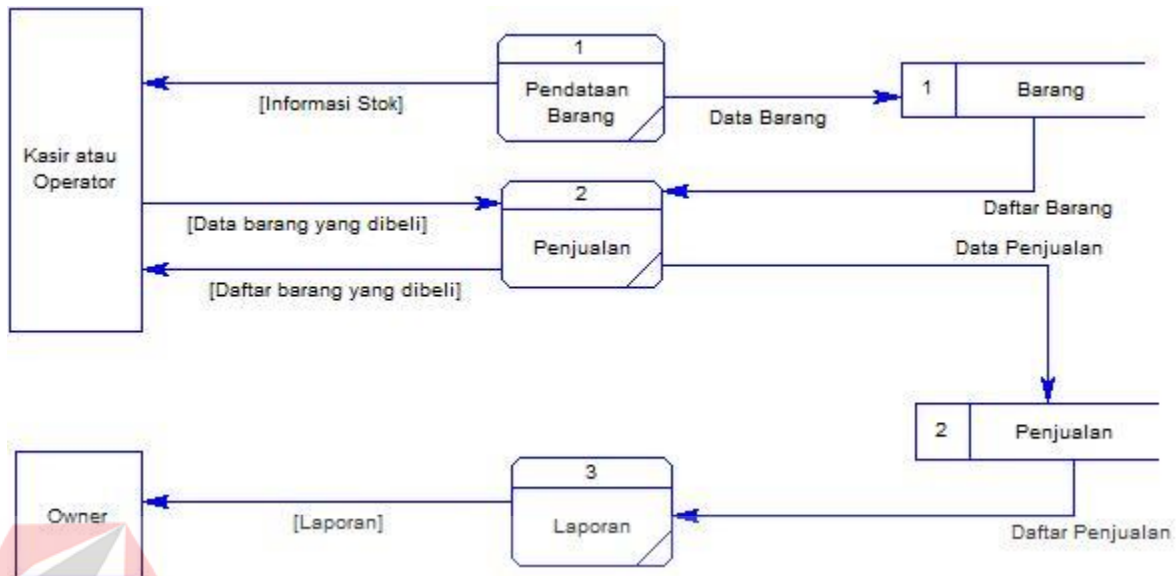 1
Pendataan
Barang
[Informasi Stok]
Data Barang
1
Barang
Kasir atau
Operator
2
Penjualan
[Data barang yang dibeli]
[Daftar barang yang dibeli]
Daftar Barang
Data Penjualan
2
Penjualan
3
Laporan
Owner
[Laporan]
Daftar Penjualan